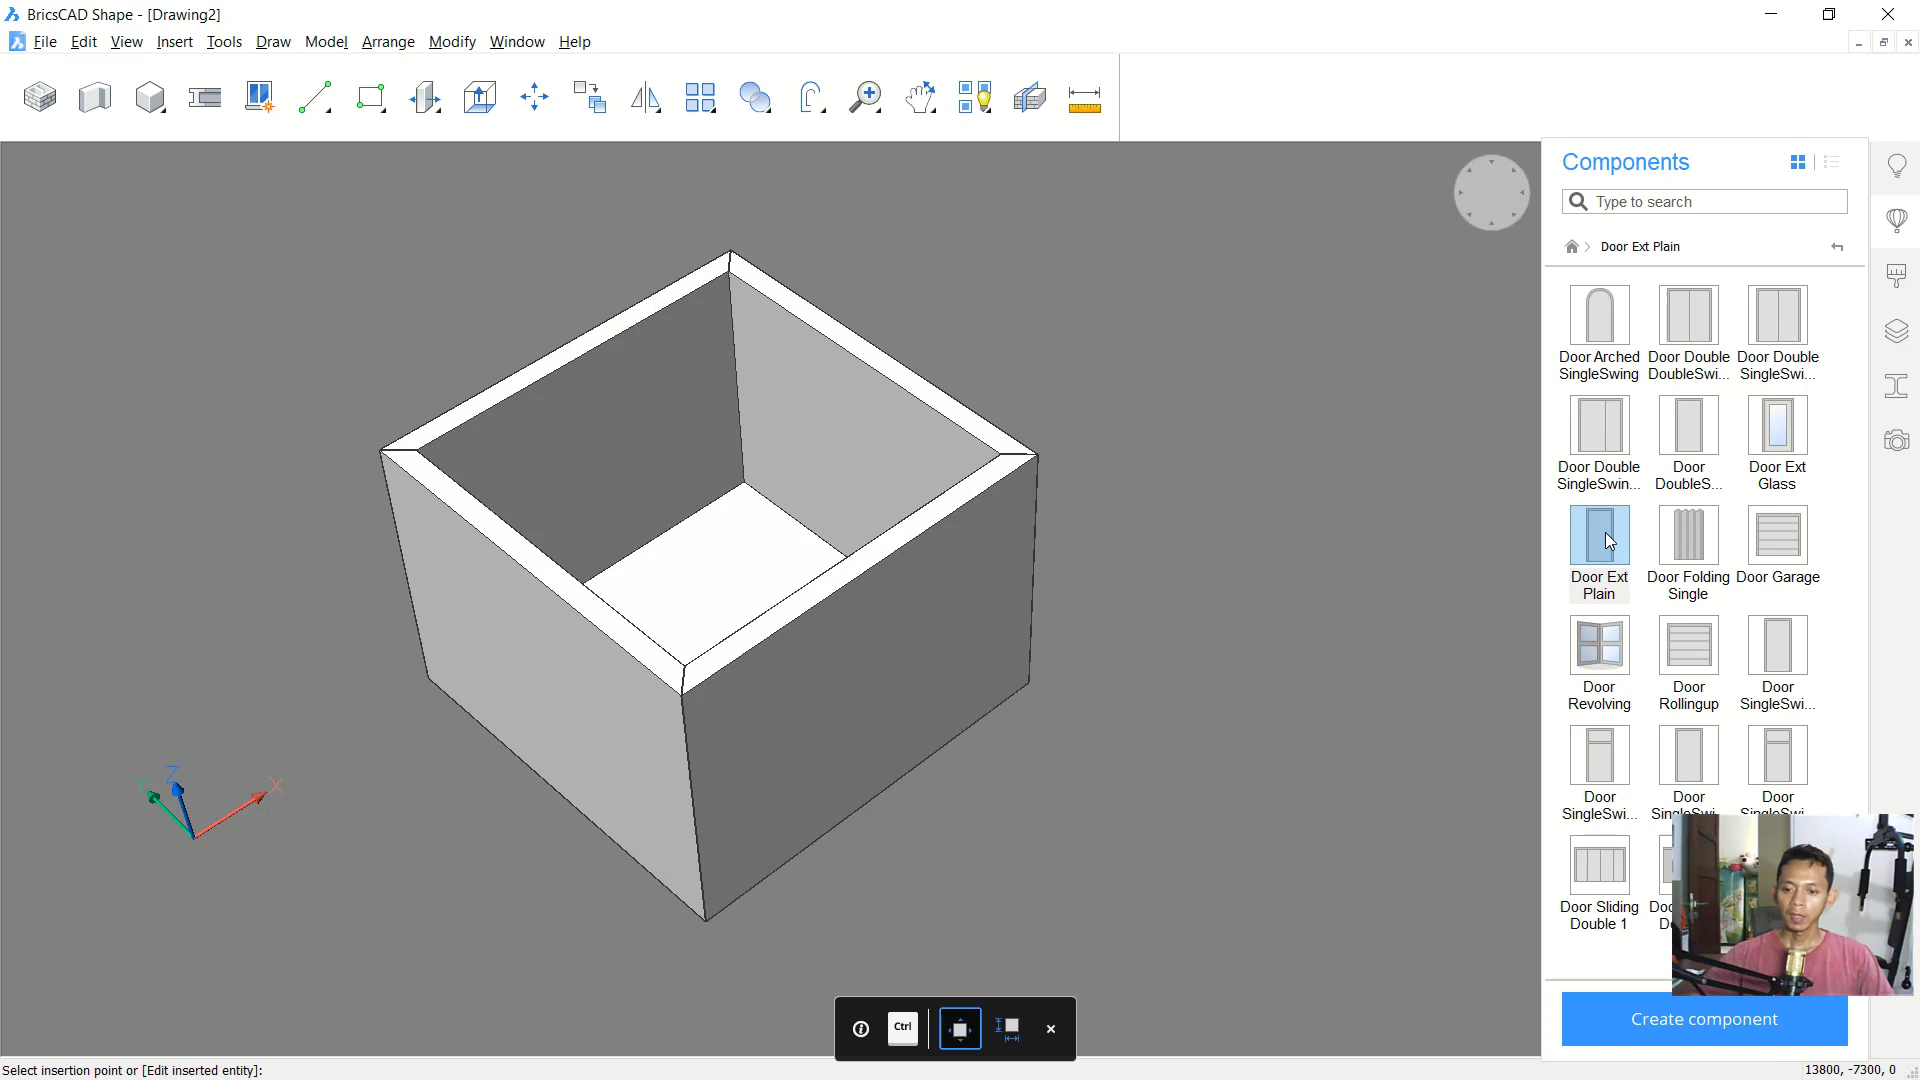 BricsCAD Shape - [Drawing2]
File Edit View Insert Tools Draw Model Arrange Modify Window Help
Components
Type to search
Door Ext Plain
Door Arched SingleSwing
Door Double DoubleSwi...
Door Double SingleSwi...
Door Double SingleSwin...
Door DoubleS...
Door Ext Glass
Door Ext Plain
Door Folding Single
Door Garage
Door Revolving
Door Rollingup
Door SingleSwi...
Door SingleSwi...
Door SingleSwi...
Door SingleSwi...
Door Sliding Double 1
Z
X
Ctrl
Create component
Select insertion point or [Edit inserted entity]:
13800, -7300, 0